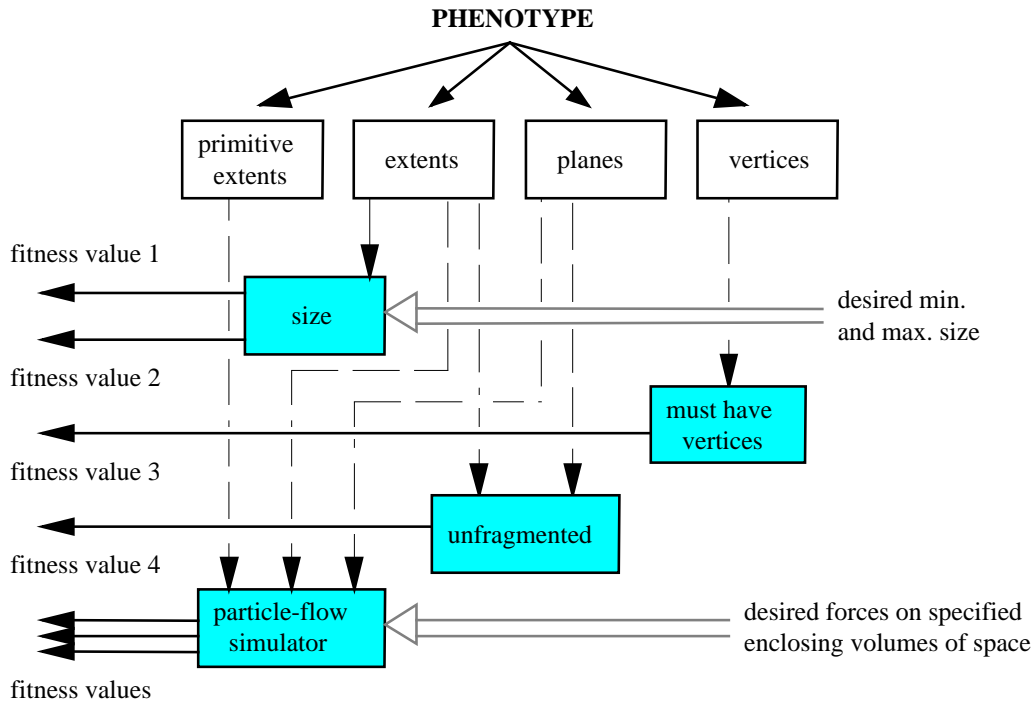 PHENOTYPE
primitive
extents
extents
planes
vertices
fitness value 1
size
desired min.
and max. size
fitness value 2
must have
vertices
fitness value 3
unfragmented
fitness value 4
particle-flow
simulator
desired forces on specified
enclosing volumes of space
fitness values